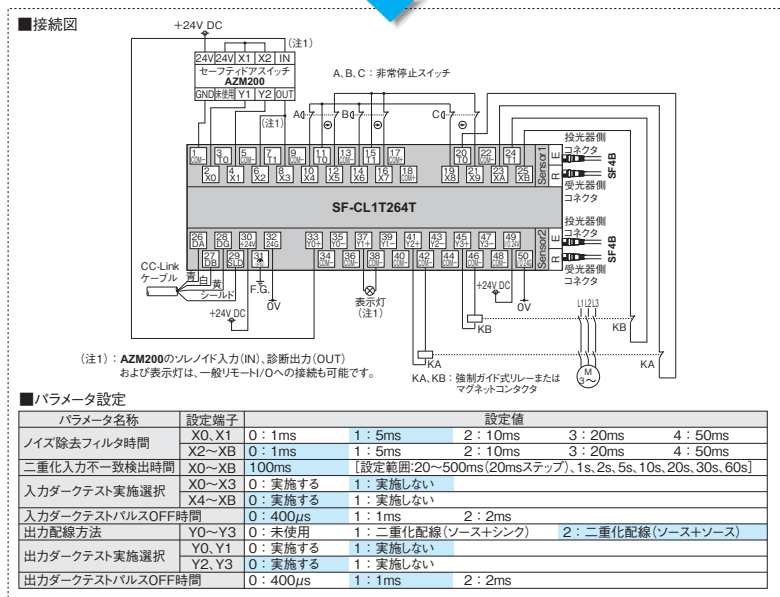 ■接続図
+24V DC
(注1)
24V 24V X1 X2 IN
セーフティドアスイッチ
AZM200
GND 未使用 Y1 Y2 OUT
(注1)
A、B、C：非常停止スイッチ
A B C
1 COM- 3 T0 5 COM- 7 T1 9 COM- 11 T0 13 COM- 15 T1 17 COM+ 20 T0 22 COM- 24 T1
2 X0 4 X1 6 X2 8 X3 10 X4 12 X5 14 X6 16 X7 18 COM+ 19 X8 21 X9 23 XA 25 XB
Sensor1 E R
投光器側
コネクタ
SF4B
受光器側
コネクタ
SF-CL1T264T
Sensor2 E R
投光器側
コネクタ
SF4B
受光器側
コネクタ
26 DA 28 DG 30 +24V 32 24G 33 Y0+ 35 Y0- 37 Y1+ 39 Y1- 41 Y2+ 43 Y2- 45 Y3+ 47 Y3- 49 I/O 24V
27 DB 29 SLD 31 34 COM- 36 COM- 38 COM- 40 COM- 42 COM- 44 COM- 46 COM- 48 COM- 50
CC-Link
ケーブル
青
白
黄
シールド
F.G.
+24V DC
0V
表示灯
(注1)
+24V DC
0V
KB
KA
L1 L2 L3
KB
KA
M
3～
(注1)：AZM200のソレノイド入力(IN)、診断出力(OUT)
および表示灯は、一般リモートI/Oへの接続も可能です。
KA、KB：強制ガイド式リレーまたは
マグネットコンタクタ
■パラメータ設定
パラメータ名称 設定端子 設定値
ノイズ除去フィルタ時間 X0、X1 0：1ms 1：5ms 2：10ms 3：20ms 4：50ms
X2～XB 0：1ms 1：5ms 2：10ms 3：20ms 4：50ms
二重化入力不一致検出時間 X0～XB 100ms [設定範囲:20～500ms(20msステップ)、1s、2s、5s、10s、20s、30s、60s]
入力ダークテスト実施選択 X0～X3 0：実施する 1：実施しない
X4～XB 0：実施する 1：実施しない
入力ダークテストパルスOFF時間 0：400μs 1：1ms 2：2ms
出力配線方法 Y0～Y3 0：未使用 1：二重化配線(ソース+シンク) 2：二重化配線(ソース+ソース)
出力ダークテスト実施選択 Y0、Y1 0：実施する 1：実施しない
Y2、Y3 0：実施する 1：実施しない
出力ダークテストパルスOFF時間 0：400μs 1：1ms 2：2ms